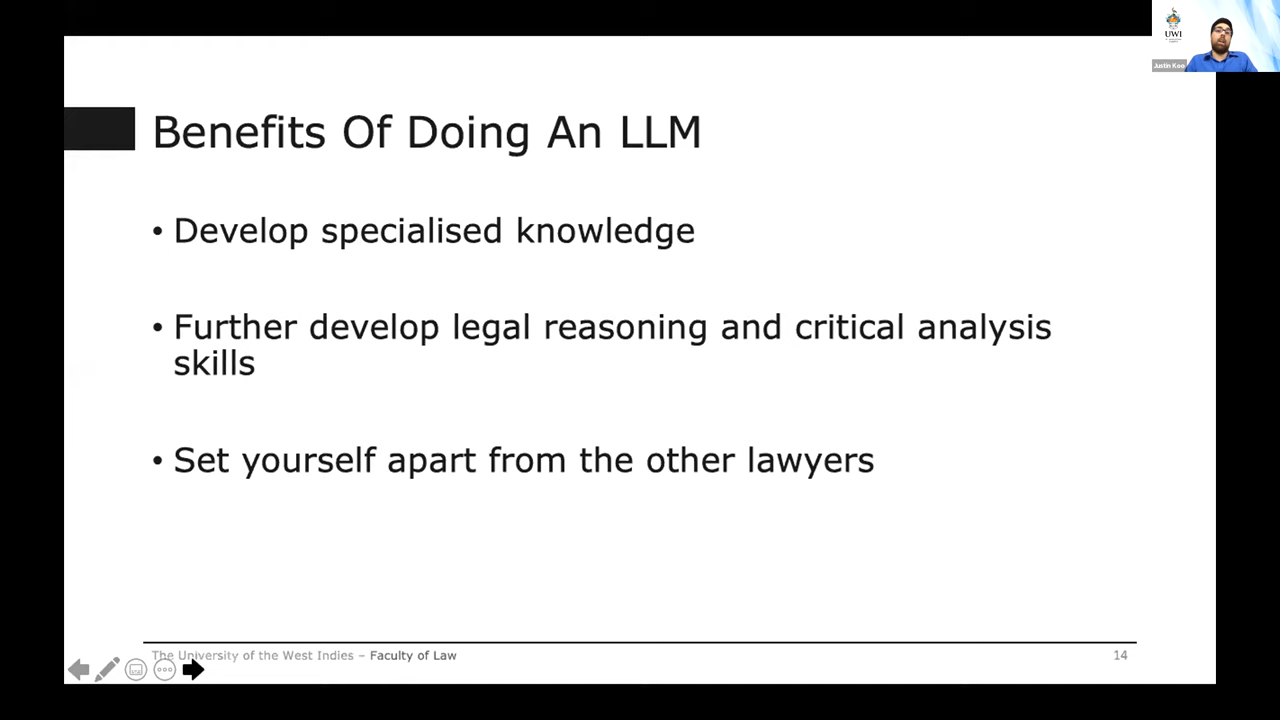 UWI
Justin Koo
Benefits Of Doing An LLM
• Develop specialised knowledge
• Further develop legal reasoning and critical analysis
skills
• Set yourself apart from the other lawyers
The University of the West Indies – Faculty of Law
14